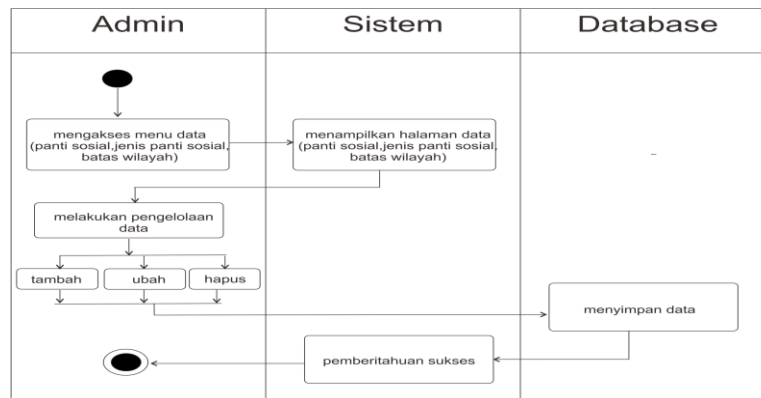 Admin
Sistem
Database
mengakses menu data
(panti sosial,jenis panti sosial,
batas wilayah)
menampilkan halaman data
(panti sosial,jenis panti sosial,
batas wilayah)
melakukan pengelolaan
data
tambah
ubah
hapus
menyimpan data
pemberitahuan sukses